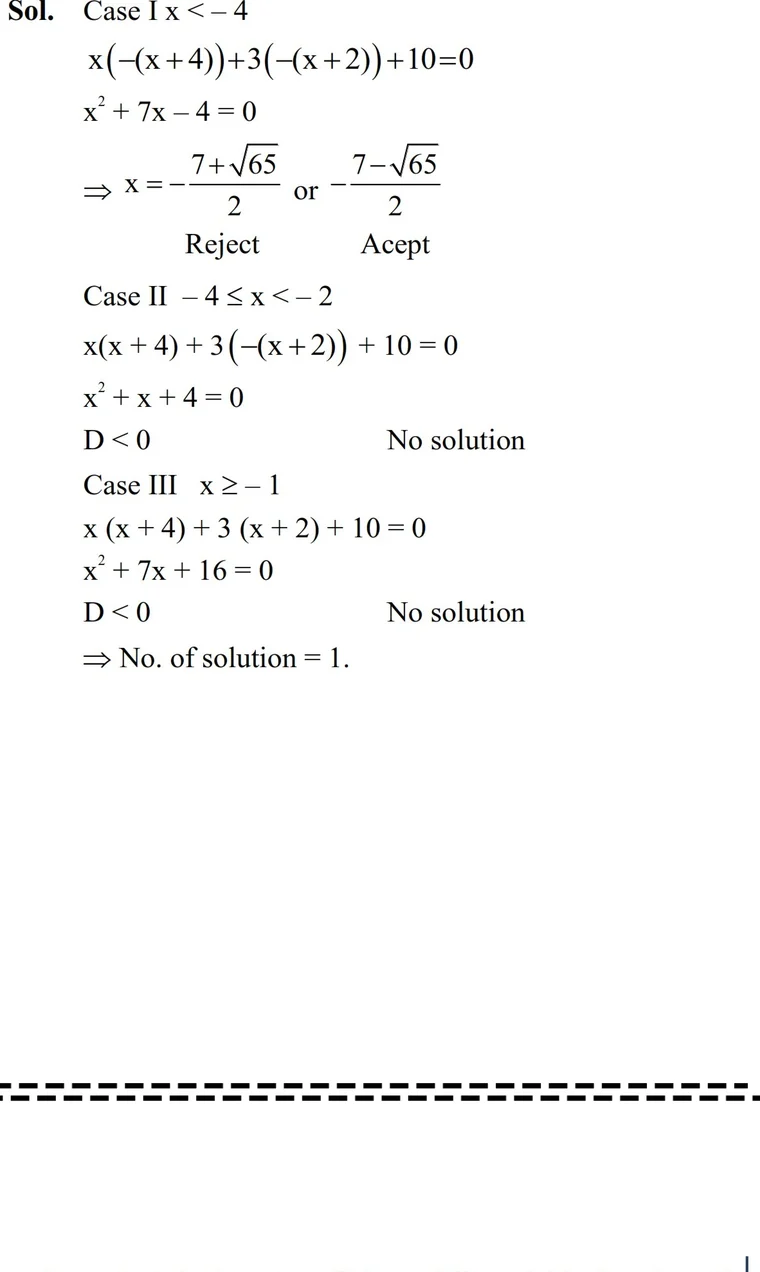 Sol. Case I x < – 4
x(–(x + 4))+3(–(x + 2))+10=0
x² + 7x – 4 = 0
⇒ x = –(7+√65)/2 or –(7–√65)/2
Reject Acept
Case II – 4 ≤ x < – 2
x(x + 4) + 3(–(x + 2)) + 10 = 0
x² + x + 4 = 0
D < 0 No solution
Case III x ≥ – 1
x (x + 4) + 3 (x + 2) + 10 = 0
x² + 7x + 16 = 0
D < 0 No solution
⇒ No. of solution = 1.